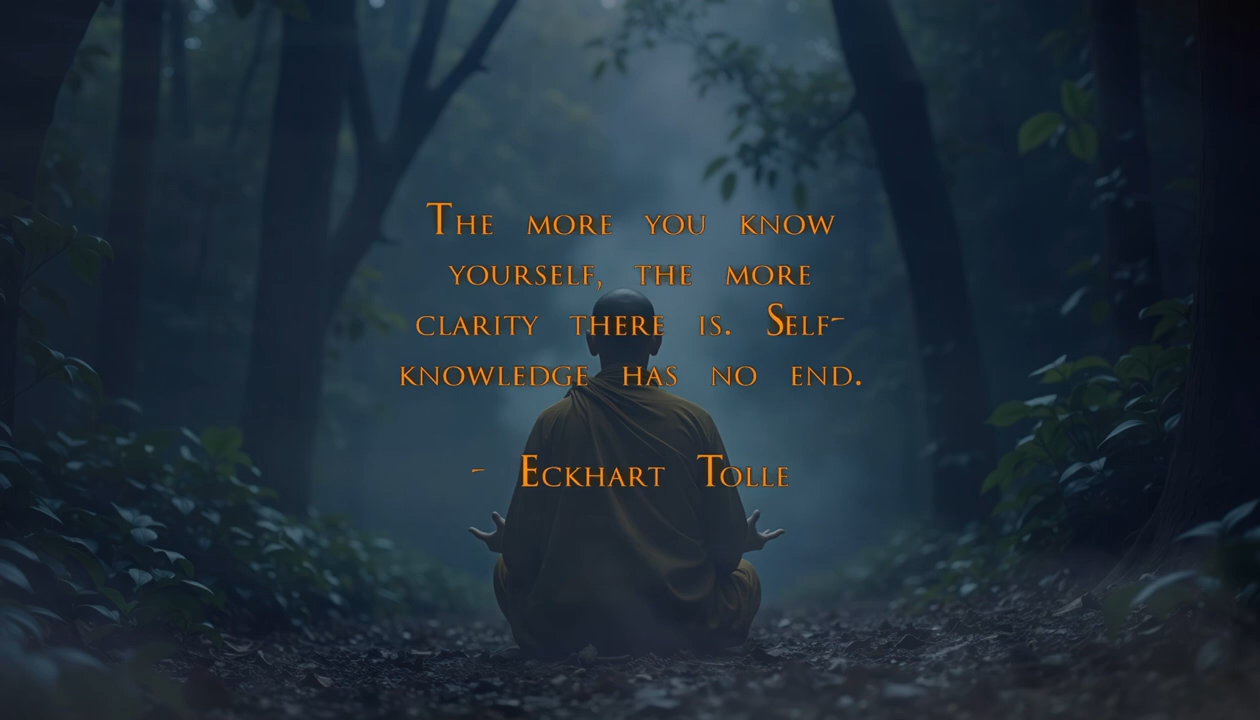 The more you know
yourself, the more
clarity there is. Self-
knowledge has no end.
- Eckhart Tolle